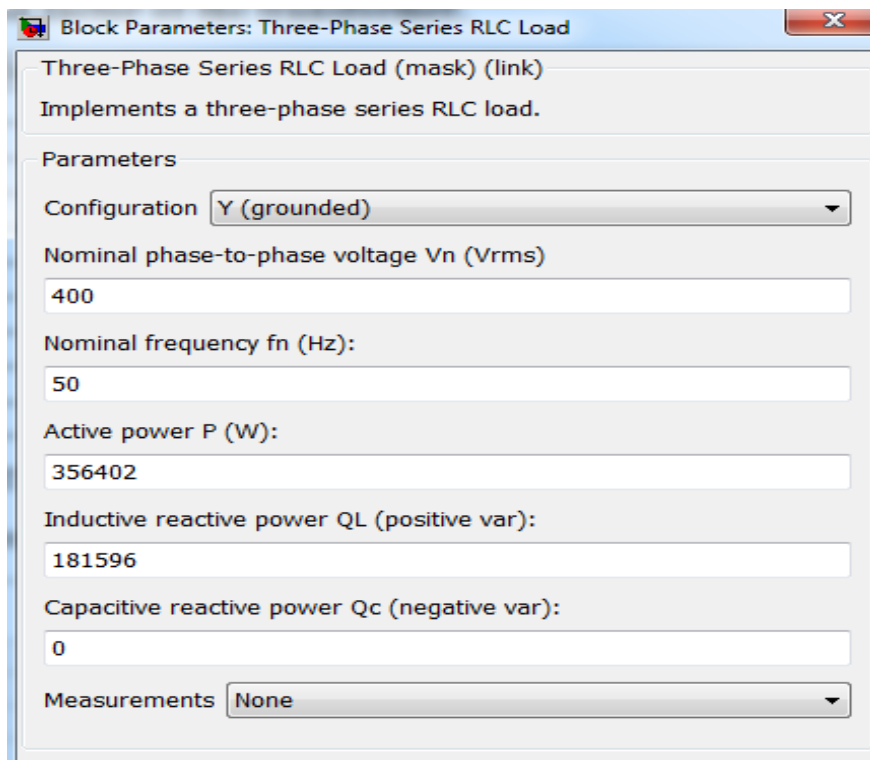 Block Parameters: Three-Phase Series RLC Load
Three-Phase Series RLC Load (mask) (link)
Implements a three-phase series RLC load.
Parameters
Configuration Y (grounded)
Nominal phase-to-phase voltage Vn (Vrms)
400
Nominal frequency fn (Hz):
50
Active power P (W):
356402
Inductive reactive power QL (positive var):
181596
Capacitive reactive power Qc (negative var):
0
Measurements None